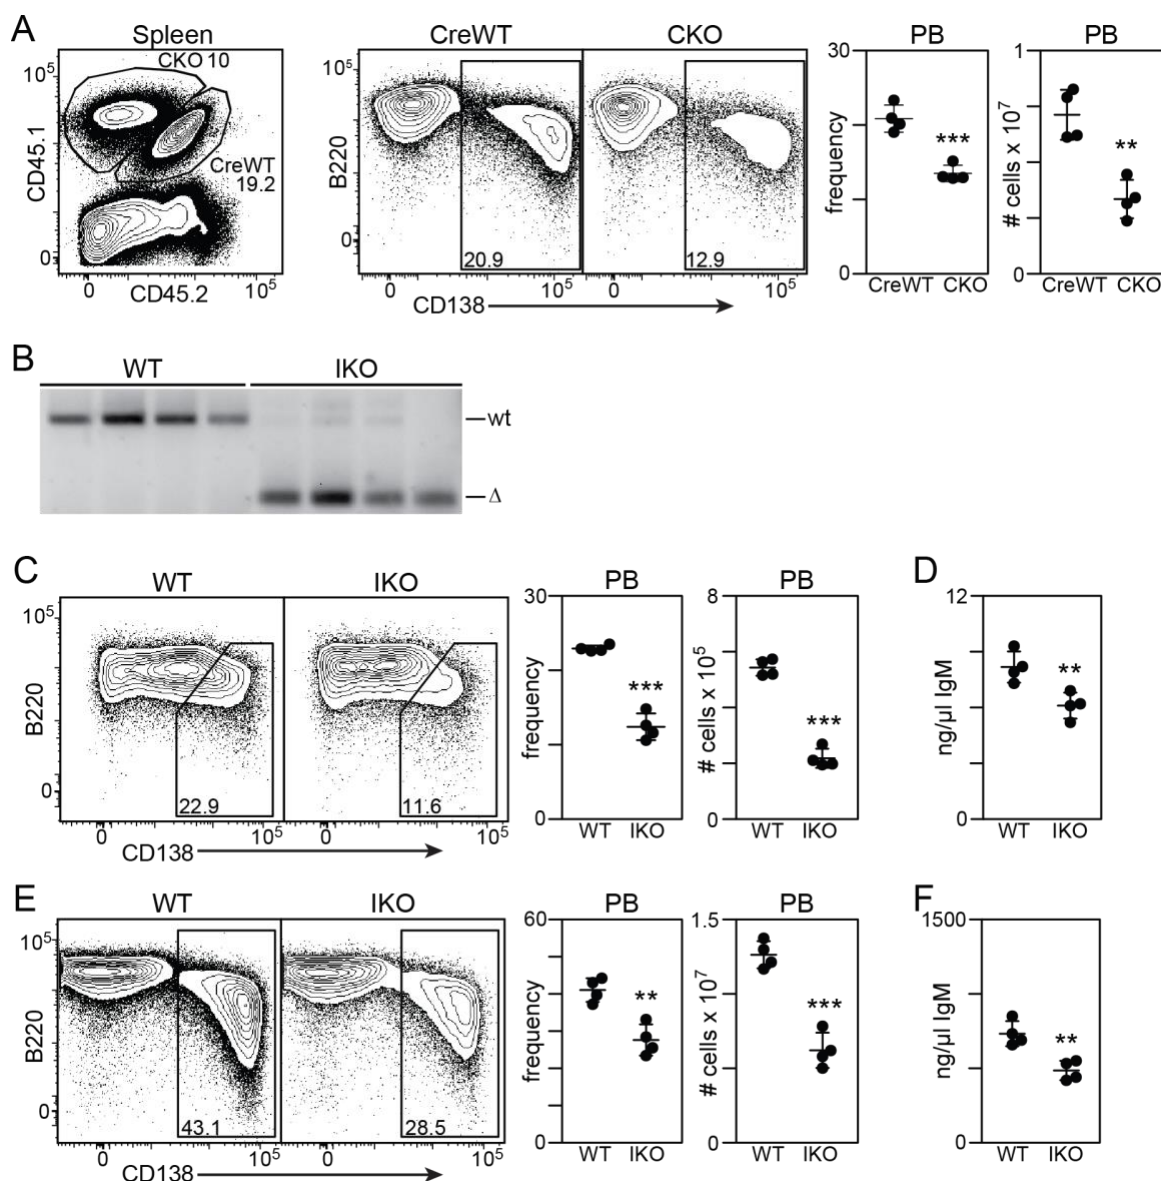 A
Spleen
CKO 10
CreWT
19.2
10⁵
0
CD45.1
0
10⁵
CD45.2
CreWT
CKO
10⁵
0
B220
20.9
12.9
0
10⁵
0
10⁵
CD138
PB
30
0
frequency
***
CreWT CKO
PB
1
0
# cells x 10⁷
**
CreWT CKO
B
WT
IKO
wt
Δ
C
WT
IKO
10⁵
0
B220
22.9
11.6
0
10⁵
0
10⁵
CD138
PB
30
0
frequency
***
WT IKO
PB
8
0
# cells x 10⁵
***
WT IKO
D
12
0
ng/µl IgM
**
WT IKO
E
WT
IKO
10⁵
0
B220
43.1
28.5
0
10⁵
0
10⁵
CD138
PB
60
0
frequency
**
WT IKO
PB
1.5
0
# cells x 10⁷
***
WT IKO
F
1500
0
ng/µl IgM
**
WT IKO